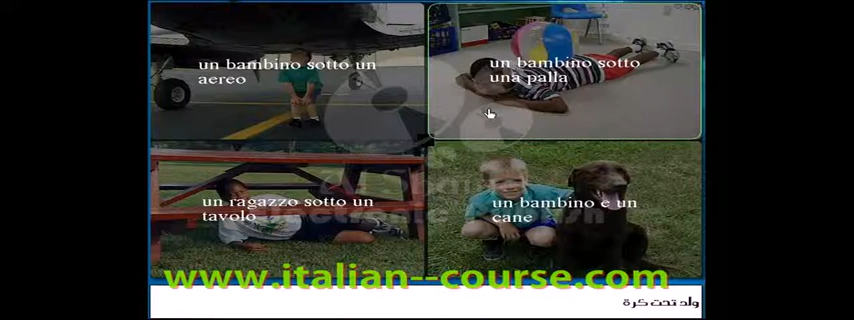 un bambino sotto un
aereo
un bambino sotto
una palla
un ragazzo sotto un
tavolo
un bambino e un
cane
www.italian--course.com
ولد تحت كرة